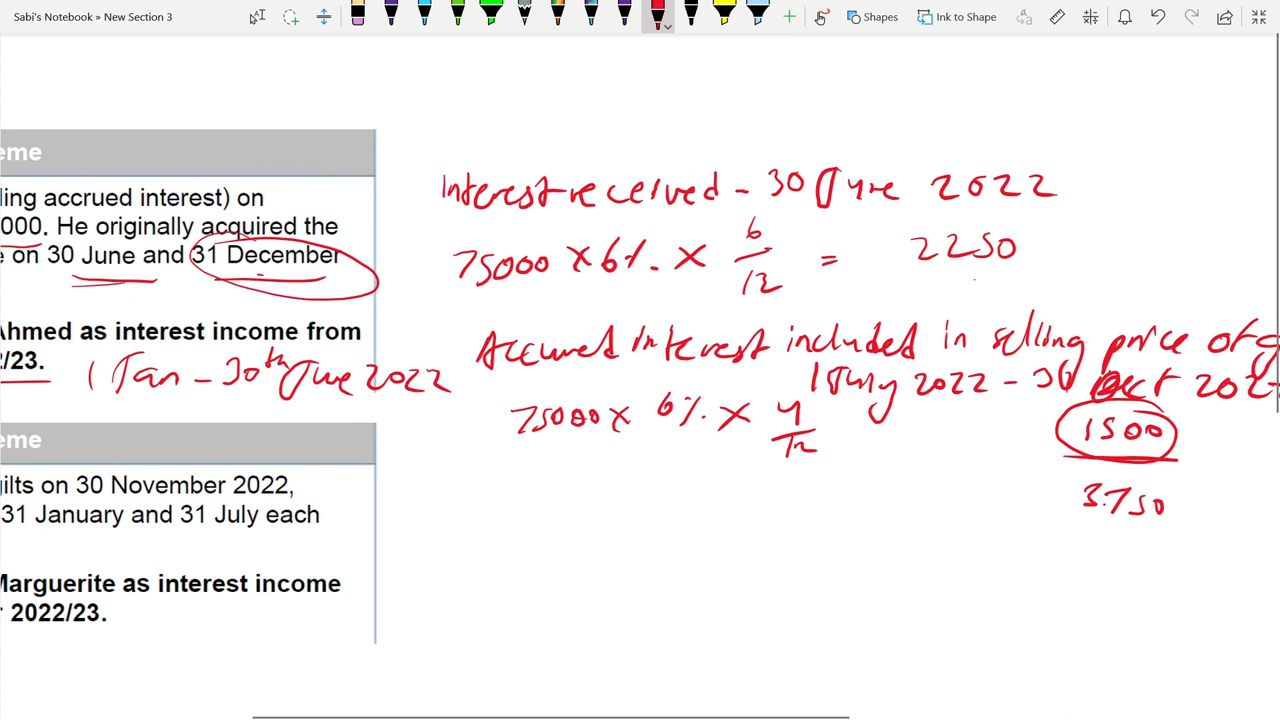 Sabi's Notebook » New Section 3
Shapes
Ink to Shape
eme
ling accrued interest) on
000. He originally acquired the
e on 30 June and 31 December
Ahmed as interest income from
2/23.
1 Jan - 30th June 2022
eme
ilts on 30 November 2022,
31 January and 31 July each
Marguerite as interest income
r 2022/23.
Interest received - 30 June 2022
75000 x 6% x 6/12 = 2250
Accured interest included in selling price of g
1 July 2022 - 30 Oct 202
75000 x 6% x 4/12
1500
3750